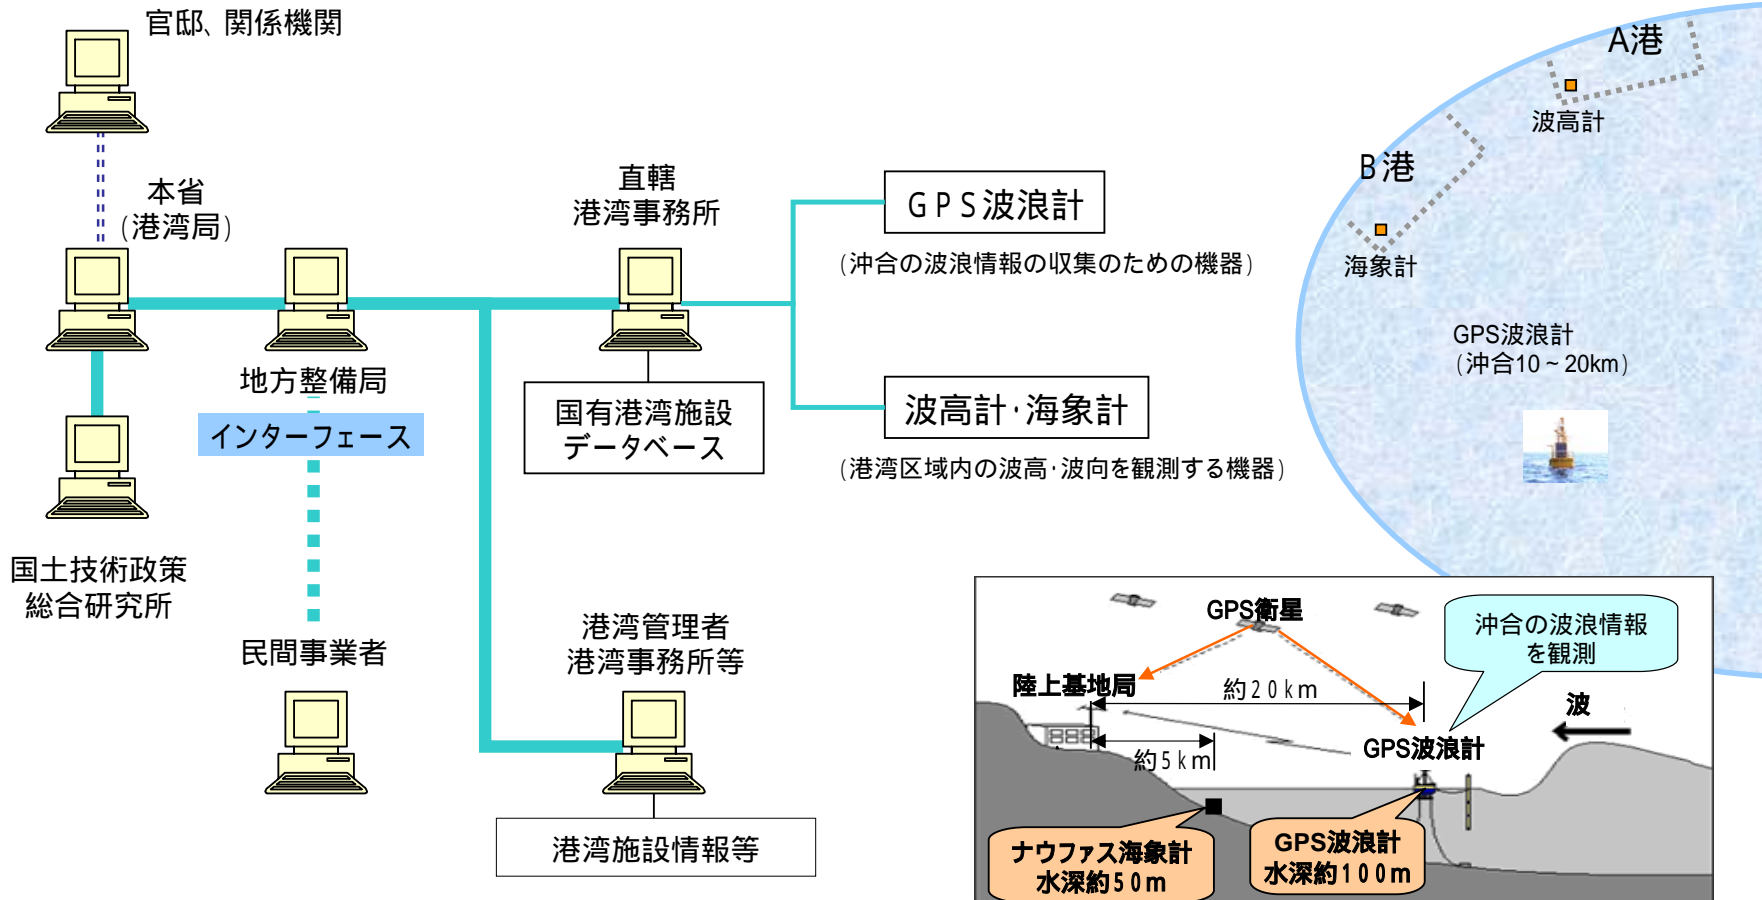 官邸、関係機関
本省
(港湾局)
直轄
港湾事務所
GPS波浪計
(沖合の波浪情報の収集のための機器)
地方整備局
インターフェース
国有港湾施設
データベース
波高計・海象計
(港湾区域内の波高・波向を観測する機器)
国土技術政策
総合研究所
民間事業者
港湾管理者
港湾事務所等
港湾施設情報等
A港
波高計
B港
海象計
GPS波浪計
(沖合10~20km)
GPS衛星
沖合の波浪情報
を観測
陸上基地局
約20km
波
約5km
GPS波浪計
ナウファス海象計
水深約50m
GPS波浪計
水深約100m